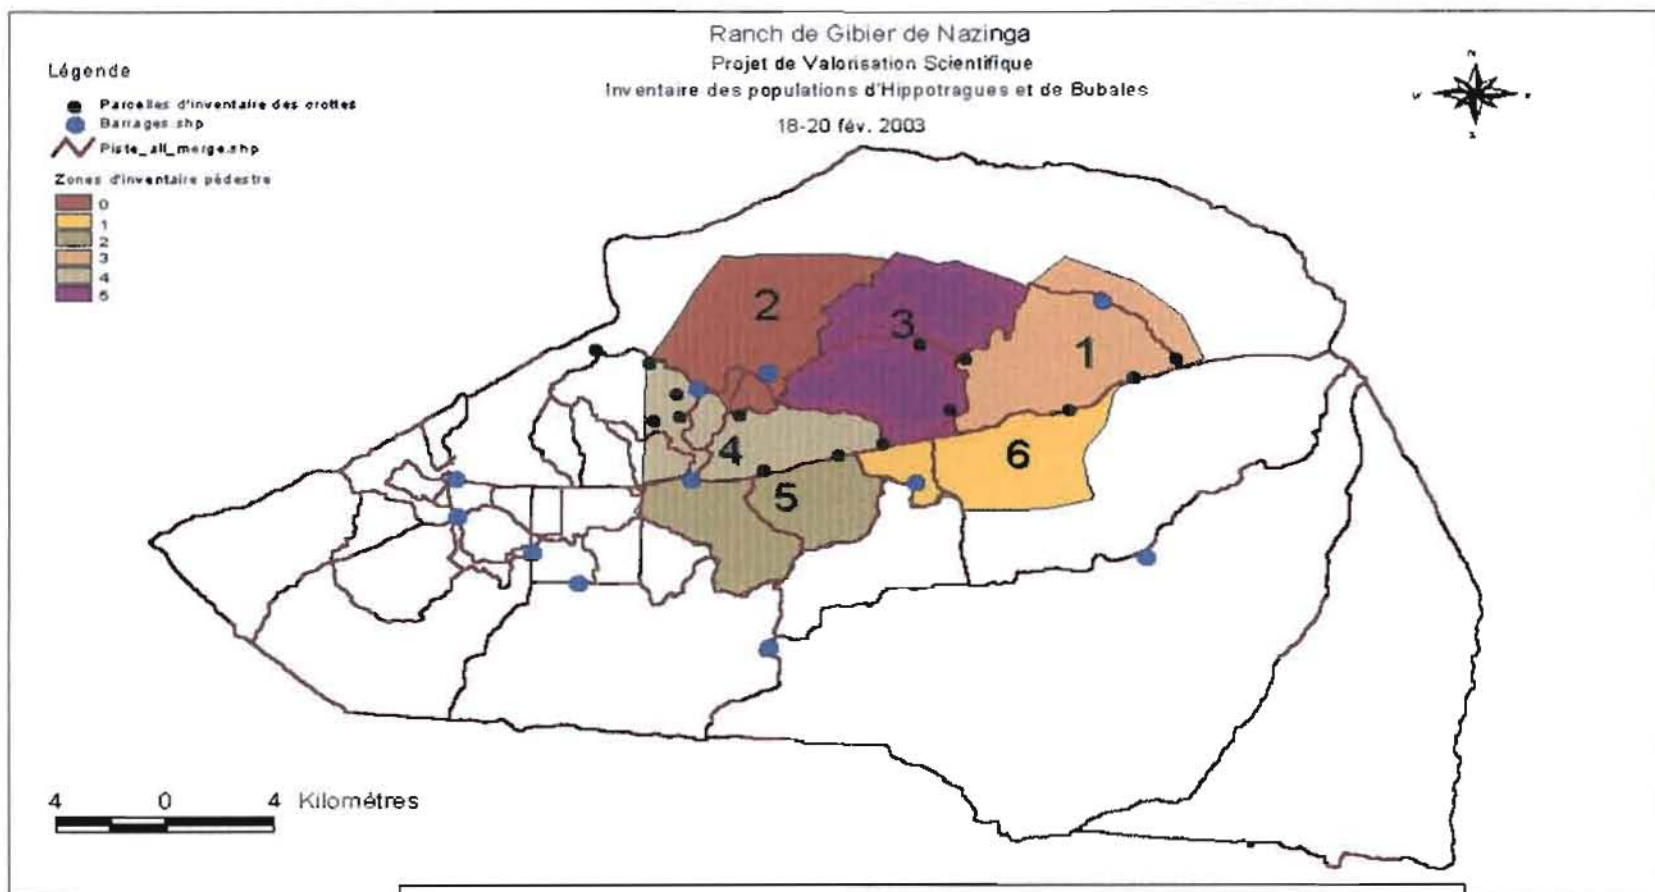 Ranch de Gibier de Nazinga
Projet de Valorisation Scientifique
Inventaire des populations d'Hippotragues et de Bubales
18-20 fév. 2003
Légende
Parcelles d'inventaire des crottes
Barrages.shp
Piste_all_merge.shp
Zones d'inventaire pédestre
0
1
2
3
4
5
N
S
2
3
1
4
6
5
4 0 4 Kilomètres